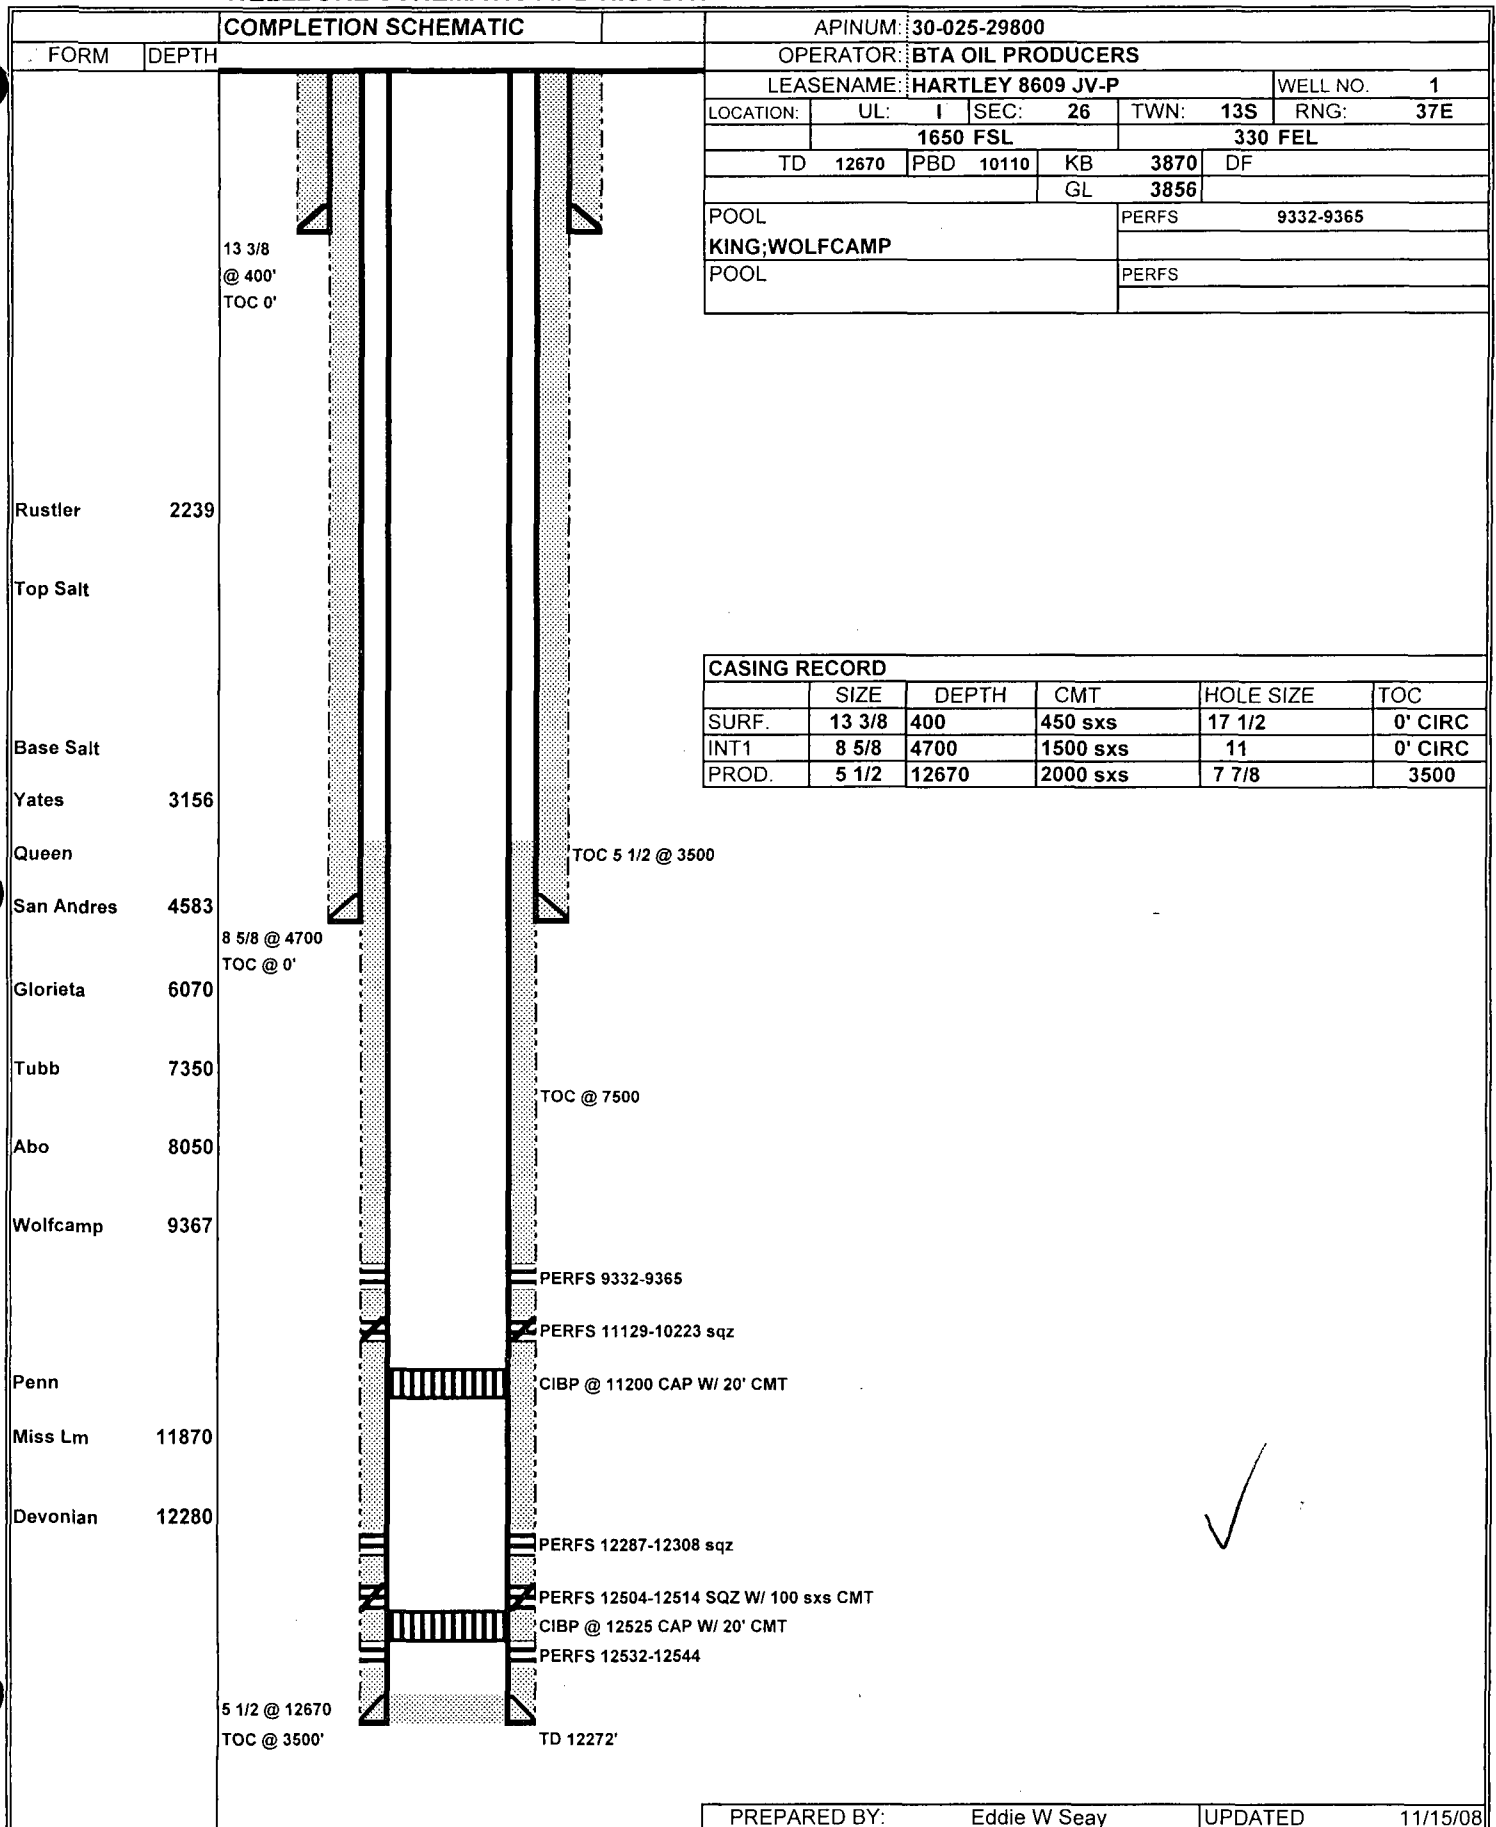 COMPLETION SCHEMATIC
FORM DEPTH
APINUM: 30-025-29800
OPERATOR: BTA OIL PRODUCERS
LEASENAME: HARTLEY 8609 JV-P WELL NO. 1
LOCATION: UL: I SEC: 26 TWN: 13S RNG: 37E
1650 FSL 330 FEL
TD 12670 PBD 10110 KB 3870 DF
GL 3856
POOL PERFS 9332-9365
KING;WOLFCAMP
POOL PERFS
13 3/8
@ 400'
TOC 0'
Rustler 2239
Top Salt
CASING RECORD
SIZE DEPTH CMT HOLE SIZE TOC
SURF. 13 3/8 400 450 sxs 17 1/2 0' CIRC
INT1 8 5/8 4700 1500 sxs 11 0' CIRC
PROD. 5 1/2 12670 2000 sxs 7 7/8 3500
Base Salt
Yates 3156
Queen
TOC 5 1/2 @ 3500
San Andres 4583
8 5/8 @ 4700
TOC @ 0'
Glorieta 6070
Tubb 7350
TOC @ 7500
Abo 8050
Wolfcamp 9367
PERFS 9332-9365
PERFS 11129-10223 sqz
Penn
CIBP @ 11200 CAP W/ 20' CMT
Miss Lm 11870
Devonian 12280
PERFS 12287-12308 sqz
PERFS 12504-12514 SQZ W/ 100 sxs CMT
CIBP @ 12525 CAP W/ 20' CMT
PERFS 12532-12544
5 1/2 @ 12670
TOC @ 3500'
TD 12272'
PREPARED BY: Eddie W Seay UPDATED 11/15/08